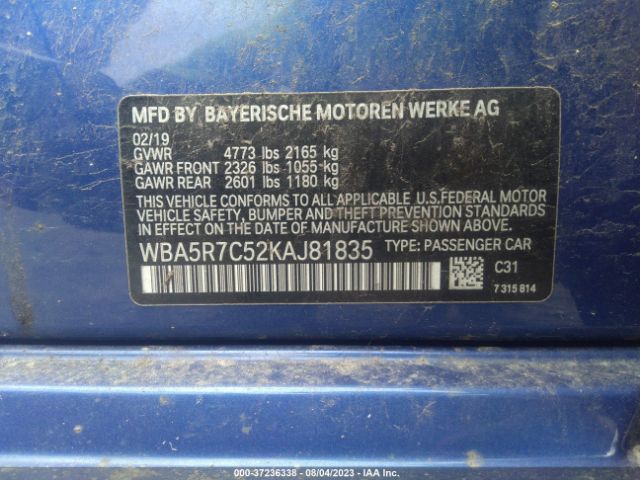 MFD BY BAYERISCHE MOTOREN WERKE AG
02/19
GVWR 4773 lbs 2165 kg
GAWR FRONT 2326 lbs 1055 kg
GAWR REAR 2601 lbs 1180 kg
THIS VEHICLE CONFORMS TO ALL APPLICABLE U.S.FEDERAL MOTOR
VEHICLE SAFETY, BUMPER AND THEFT PREVENTION STANDARDS IN
EFFECT ON THE DATE OF MANUFACTURE SHOWN ABOVE.
WBA5R7C52KAJ81835 TYPE: PASSENGER CAR
C31
7 315 814
000-37236338 - 08/04/2023 - IAA Inc.